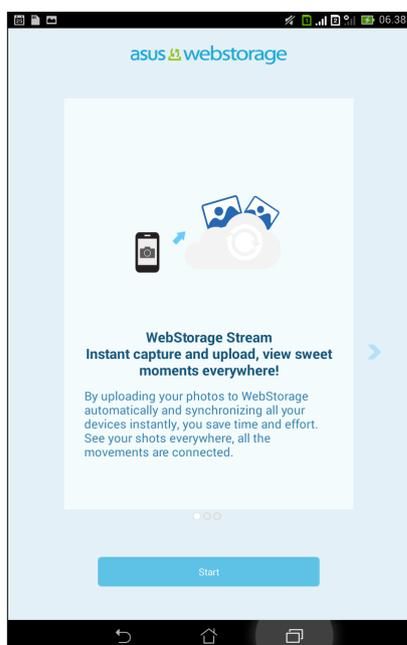 1 2 06.38
asus webstorage
WebStorage Stream
Instant capture and upload, view sweet
moments everywhere!
By uploading your photos to WebStorage
automatically and synchronizing all your
devices instantly, you save time and effort.
See your shots everywhere, all the
movements are connected.
Start